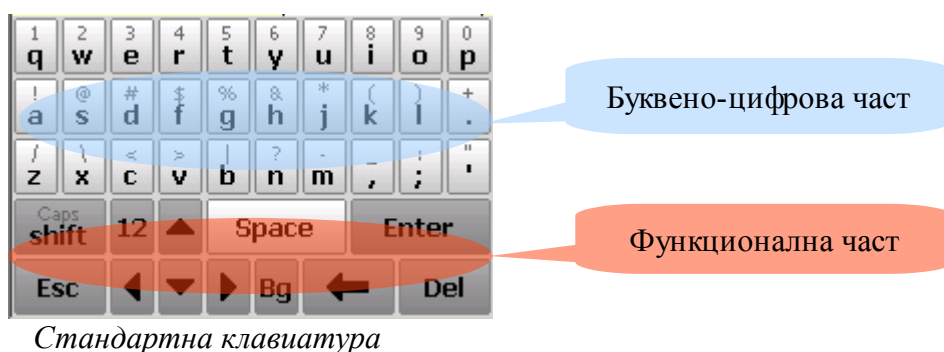 1 2 3 4 5 6 7 8 9 0
q w e r t y u i o p
! @ # $ % & * ( ) +
a s d f g h j k l .
/ \ < > | ? - _ : "
z x c v b n m , ; '
Caps
shift 12 ▲ Space Enter
Esc ◀ ▼ ▶ Bg ← Del
Буквено-цифрова част
Функционална част
Стандартна клавиатура